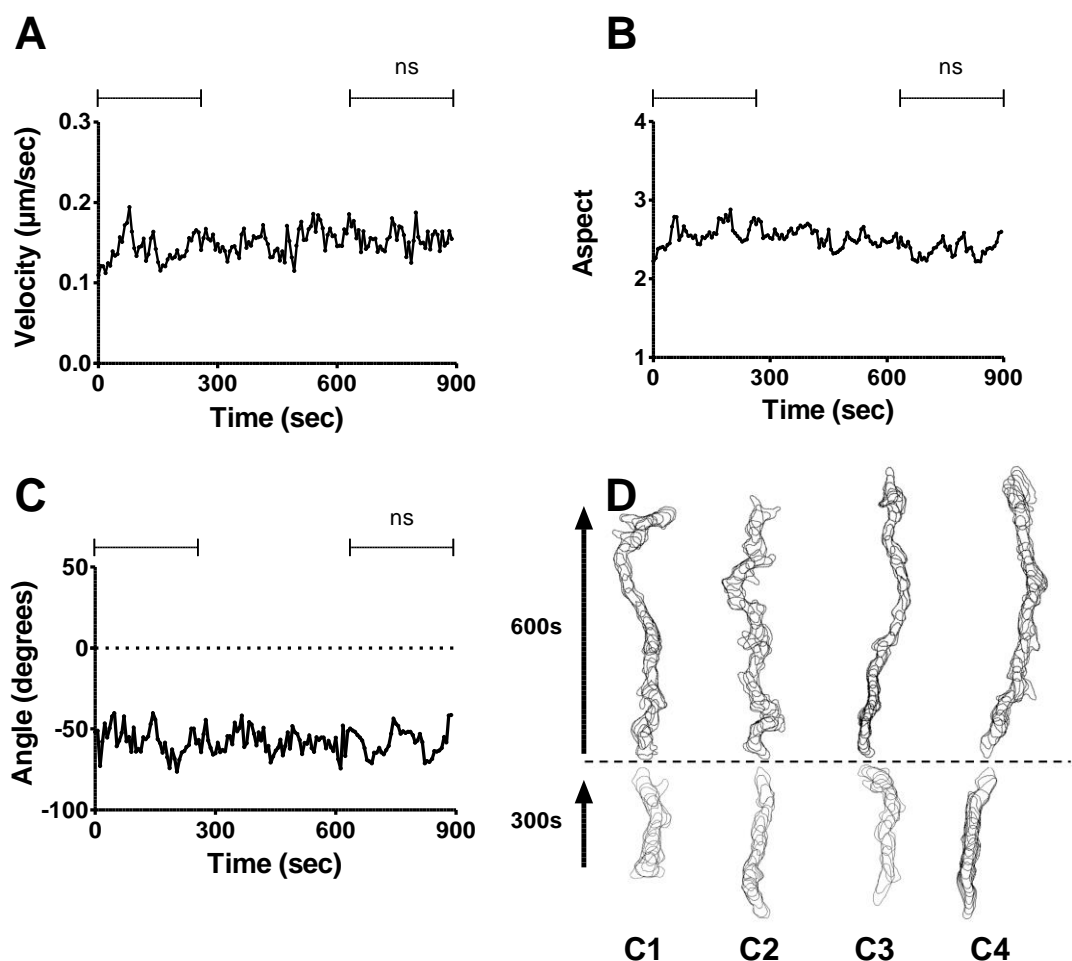 A
ns
Velocity (µm/sec)
0.3
0.2
0.1
0.0
0
300
600
900
Time (sec)
B
ns
Aspect
4
3
2
1
0
300
600
900
Time (sec)
C
ns
Angle (degrees)
50
0
-50
-100
0
300
600
900
Time (sec)
D
600s
300s
C1 C2 C3 C4